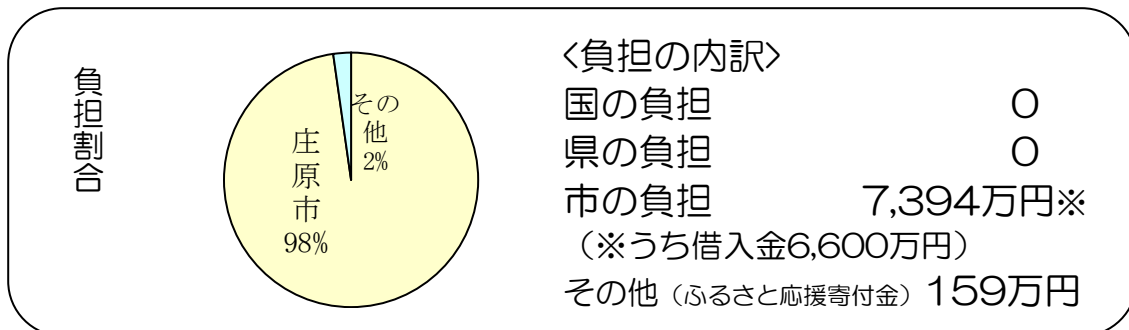 負担割合
庄原市
98%
その他
2%
<負担の内訳>
国の負担 0
県の負担 0
市の負担 7,394万円※
（※うち借入金6,600万円）
その他（ふるさと応援寄付金）159万円